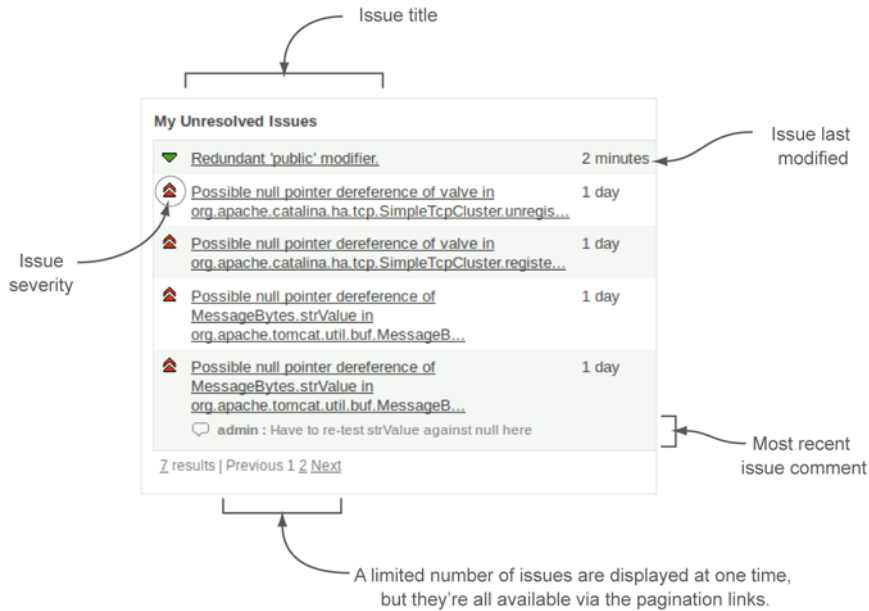 Issue title
My Unresolved Issues
Redundant 'public' modifier. 2 minutes
Issue last
modified
Possible null pointer dereference of valve in 1 day
org.apache.catalina.ha.tcp.SimpleTcpCluster.unregis...
Possible null pointer dereference of valve in 1 day
org.apache.catalina.ha.tcp.SimpleTcpCluster.registe...
Issue
severity
Possible null pointer dereference of 1 day
MessageBytes.strValue in
org.apache.tomcat.util.buf.MessageB...
Possible null pointer dereference of 1 day
MessageBytes.strValue in
org.apache.tomcat.util.buf.MessageB...
admin : Have to re-test strValue against null here
Most recent
issue comment
7 results | Previous 1 2 Next
A limited number of issues are displayed at one time,
but they're all available via the pagination links.